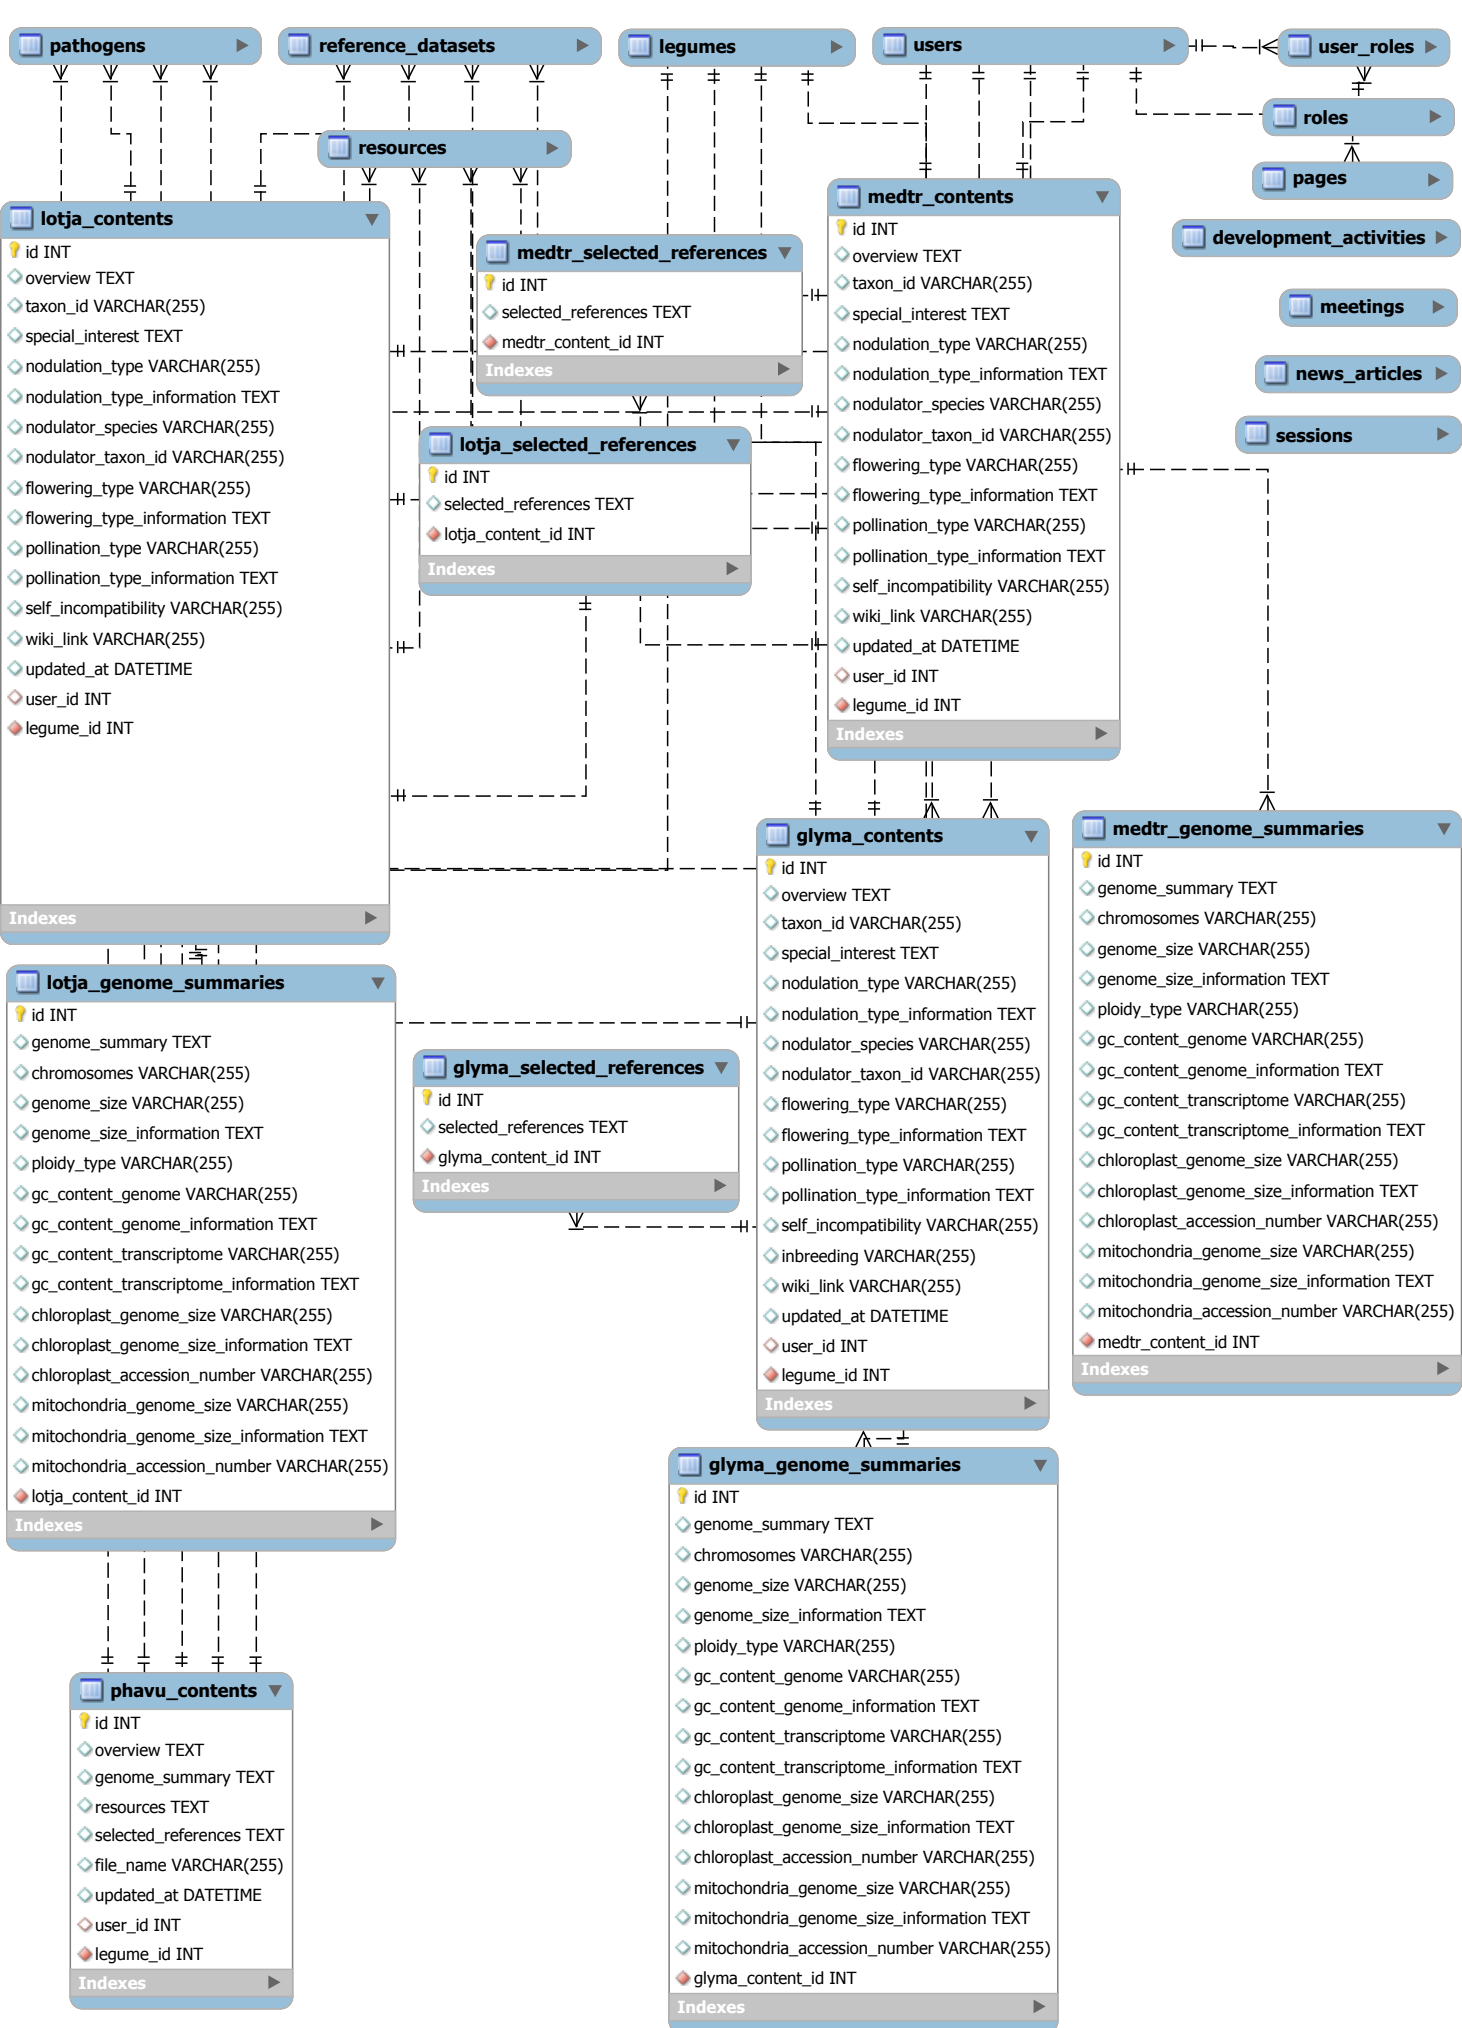 pathogens
reference_datasets
legumes
users
user_roles
resources
roles
pages
development_activities
meetings
news_articles
sessions
lotja_contents
id INT
overview TEXT
taxon_id VARCHAR(255)
special_interest TEXT
nodulation_type VARCHAR(255)
nodulation_type_information TEXT
nodulator_species VARCHAR(255)
nodulator_taxon_id VARCHAR(255)
flowering_type VARCHAR(255)
flowering_type_information TEXT
pollination_type VARCHAR(255)
pollination_type_information TEXT
self_incompatibility VARCHAR(255)
wiki_link VARCHAR(255)
updated_at DATETIME
user_id INT
legume_id INT
Indexes
medtr_selected_references
id INT
selected_references TEXT
medtr_content_id INT
Indexes
lotja_selected_references
id INT
selected_references TEXT
lotja_content_id INT
Indexes
medtr_contents
id INT
overview TEXT
taxon_id VARCHAR(255)
special_interest TEXT
nodulation_type VARCHAR(255)
nodulation_type_information TEXT
nodulator_species VARCHAR(255)
nodulator_taxon_id VARCHAR(255)
flowering_type VARCHAR(255)
flowering_type_information TEXT
pollination_type VARCHAR(255)
pollination_type_information TEXT
self_incompatibility VARCHAR(255)
wiki_link VARCHAR(255)
updated_at DATETIME
user_id INT
legume_id INT
Indexes
glyma_contents
id INT
overview TEXT
taxon_id VARCHAR(255)
special_interest TEXT
nodulation_type VARCHAR(255)
nodulation_type_information TEXT
nodulator_species VARCHAR(255)
nodulator_taxon_id VARCHAR(255)
flowering_type VARCHAR(255)
flowering_type_information TEXT
pollination_type VARCHAR(255)
pollination_type_information TEXT
self_incompatibility VARCHAR(255)
inbreeding VARCHAR(255)
wiki_link VARCHAR(255)
updated_at DATETIME
user_id INT
legume_id INT
Indexes
medtr_genome_summaries
id INT
genome_summary TEXT
chromosomes VARCHAR(255)
genome_size VARCHAR(255)
genome_size_information TEXT
ploidy_type VARCHAR(255)
gc_content_genome VARCHAR(255)
gc_content_genome_information TEXT
gc_content_transcriptome VARCHAR(255)
gc_content_transcriptome_information TEXT
chloroplast_genome_size VARCHAR(255)
chloroplast_genome_size_information TEXT
chloroplast_accession_number VARCHAR(255)
mitochondria_genome_size VARCHAR(255)
mitochondria_genome_size_information TEXT
mitochondria_accession_number VARCHAR(255)
medtr_content_id INT
Indexes
lotja_genome_summaries
id INT
genome_summary TEXT
chromosomes VARCHAR(255)
genome_size VARCHAR(255)
genome_size_information TEXT
ploidy_type VARCHAR(255)
gc_content_genome VARCHAR(255)
gc_content_genome_information TEXT
gc_content_transcriptome VARCHAR(255)
gc_content_transcriptome_information TEXT
chloroplast_genome_size VARCHAR(255)
chloroplast_genome_size_information TEXT
chloroplast_accession_number VARCHAR(255)
mitochondria_genome_size VARCHAR(255)
mitochondria_genome_size_information TEXT
mitochondria_accession_number VARCHAR(255)
lotja_content_id INT
Indexes
glyma_selected_references
id INT
selected_references TEXT
glyma_content_id INT
Indexes
glyma_genome_summaries
id INT
genome_summary TEXT
chromosomes VARCHAR(255)
genome_size VARCHAR(255)
genome_size_information TEXT
ploidy_type VARCHAR(255)
gc_content_genome VARCHAR(255)
gc_content_genome_information TEXT
gc_content_transcriptome VARCHAR(255)
gc_content_transcriptome_information TEXT
chloroplast_genome_size VARCHAR(255)
chloroplast_genome_size_information TEXT
chloroplast_accession_number VARCHAR(255)
mitochondria_genome_size VARCHAR(255)
mitochondria_genome_size_information TEXT
mitochondria_accession_number VARCHAR(255)
glyma_content_id INT
Indexes
phavu_contents
id INT
overview TEXT
genome_summary TEXT
resources TEXT
selected_references TEXT
file_name VARCHAR(255)
updated_at DATETIME
user_id INT
legume_id INT
Indexes